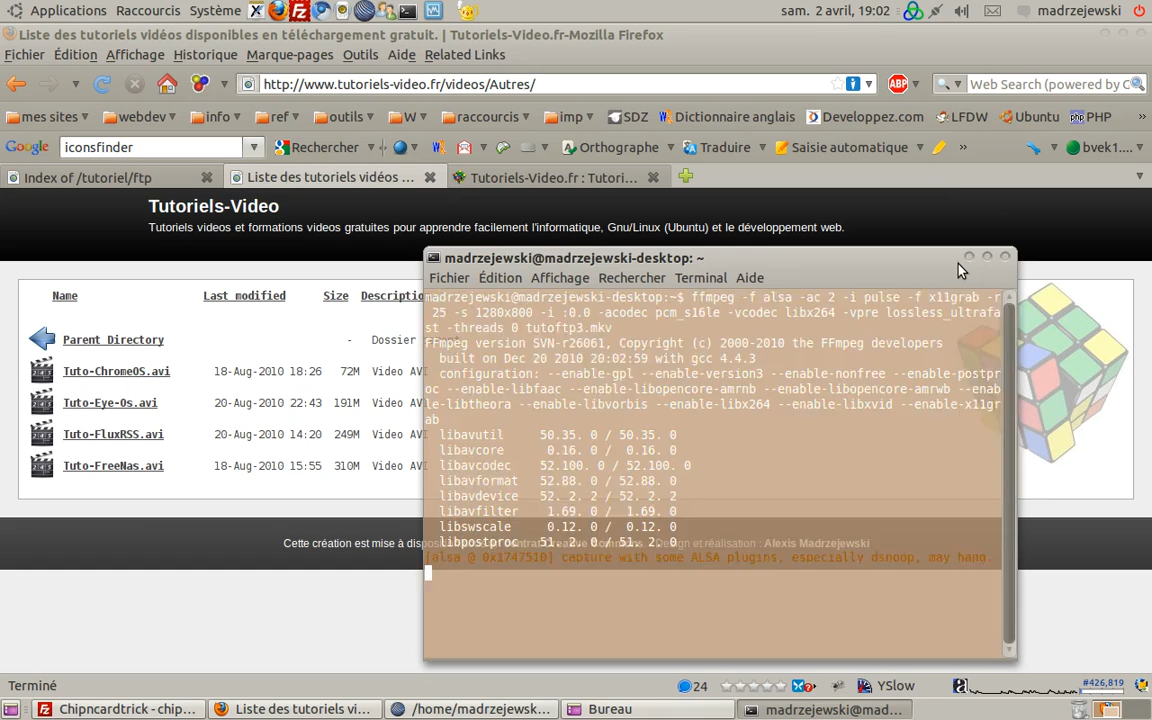 Applications Raccourcis Système sam. 2 avril, 19:02 madrzejewski
Liste des tutoriels vidéos disponibles en téléchargement gratuit. | Tutoriels-Video.fr-Mozilla Firefox
Fichier Édition Affichage Historique Marque-pages Outils Aide Related Links
http://www.tutoriels-video.fr/videos/Autres/ ABP Web Search (powered by G
mes sites webdev info ref outils W raccourcis imp SDZ Dictionnaire anglais Developpez.com LFDW Ubuntu PHP »
Google iconsfinder Rechercher Orthographe Traduire Saisie automatique » bvek1....
Index of /tutoriel/ftp Liste des tutoriels vidéos ... Tutoriels-Video.fr : Tutori...
Tutoriels-Video
Tutoriels videos et formations videos gratuites pour apprendre facilement l'informatique, Gnu/Linux (Ubuntu) et le développement web.
Name Last modified Size Descriptio
Parent Directory - Dossier
Tuto-ChromeOS.avi 18-Aug-2010 18:26 72M Video AVI
Tuto-Eye-Os.avi 20-Aug-2010 22:43 191M Video AVI
Tuto-FluxRSS.avi 20-Aug-2010 14:20 249M Video AVI
Tuto-FreeNas.avi 18-Aug-2010 15:55 310M Video AVI
Cette création est mise à disp Commons Design et réalisation : Alexis Madrzejewski
madrzejewski@madrzejewski-desktop: ~
Fichier Édition Affichage Rechercher Terminal Aide
madrzejewski@madrzejewski-desktop:~$ ffmpeg -f alsa -ac 2 -i pulse -f x11grab -r
25 -s 1280x800 -i :0.0 -acodec pcm_s16le -vcodec libx264 -vpre lossless_ultrafa
st -threads 0 tutoftp3.mkv
FFmpeg version SVN-r26061, Copyright (c) 2000-2010 the FFmpeg developers
built on Dec 20 2010 20:02:59 with gcc 4.4.3
configuration: --enable-gpl --enable-version3 --enable-nonfree --enable-postpr
oc --enable-libfaac --enable-libopencore-amrnb --enable-libopencore-amrwb --enab
le-libtheora --enable-libvorbis --enable-libx264 --enable-libxvid --enable-x11gr
ab
libavutil 50.35. 0 / 50.35. 0
libavcore 0.16. 0 / 0.16. 0
libavcodec 52.100. 0 / 52.100. 0
libavformat 52.88. 0 / 52.88. 0
libavdevice 52. 2. 2 / 52. 2. 2
libavfilter 1.69. 0 / 1.69. 0
libswscale 0.12. 0 / 0.12. 0
libpostproc 51. 2. 0 / 51. 2. 0
[alsa @ 0x1747510] capture with some ALSA plugins, especially dsnoop, may hang.
Terminé 24 YSlow #426,819
Chipncardtrick - chip... Liste des tutoriels vi... /home/madrzejewsk... Bureau madrzejewski@mad...